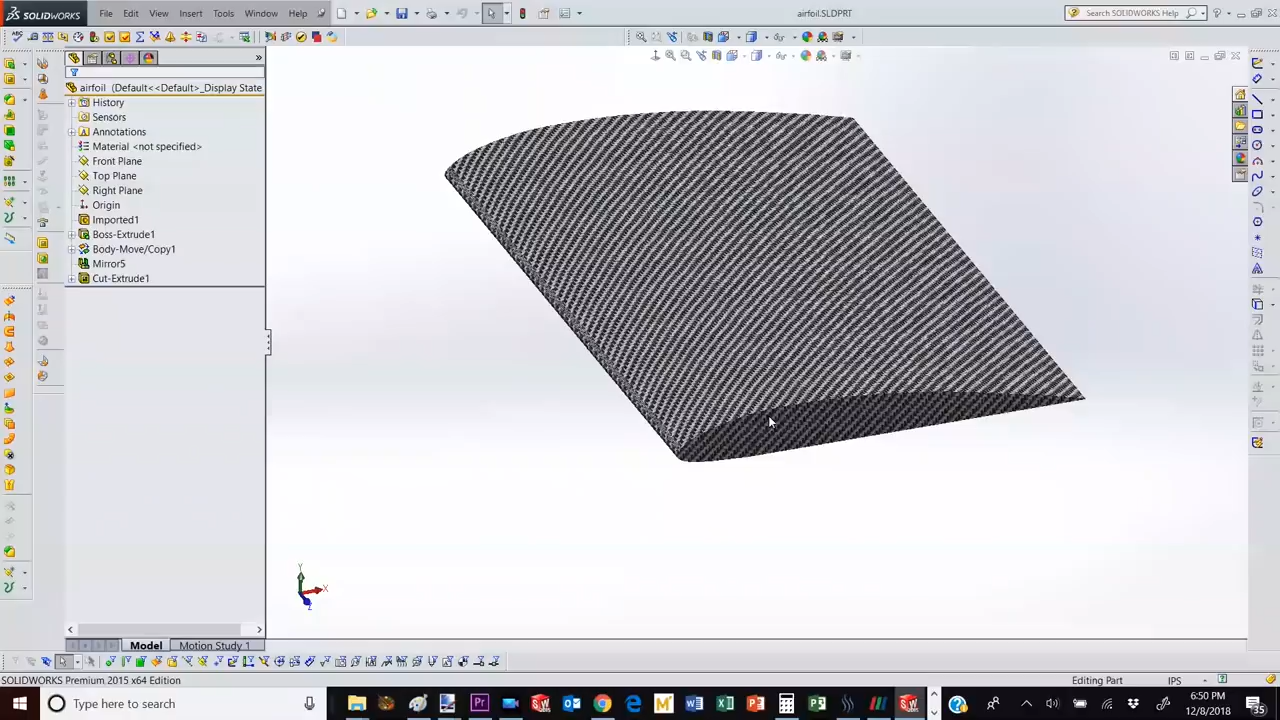 SOLIDWORKS
File Edit View Insert Tools Window Help
airfoil.SLDPRT
Search SOLIDWORKS Help
airfoil (Default<<Default>_Display State
History
Sensors
Annotations
Material <not specified>
Front Plane
Top Plane
Right Plane
Origin
Imported1
Boss-Extrude1
Body-Move/Copy1
Mirror5
Cut-Extrude1
Y
X
Z
Model
Motion Study 1
SOLIDWORKS Premium 2015 x64 Edition
Editing Part
IPS
Type here to search
6:50 PM
12/8/2018
35